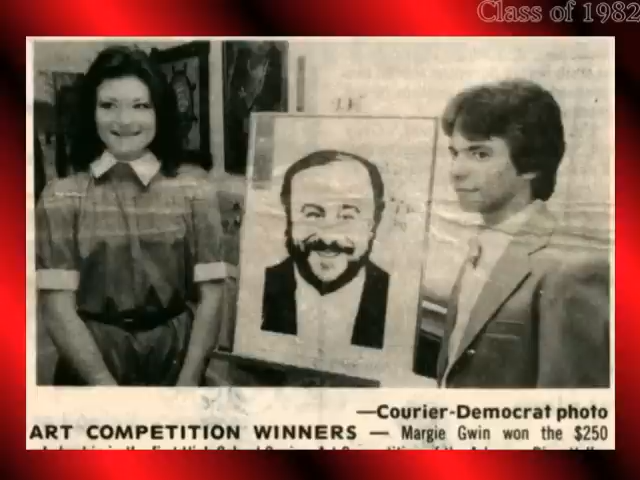 Class of 1982
—Courier-Democrat photo
ART COMPETITION WINNERS — Margie Gwin won the $250